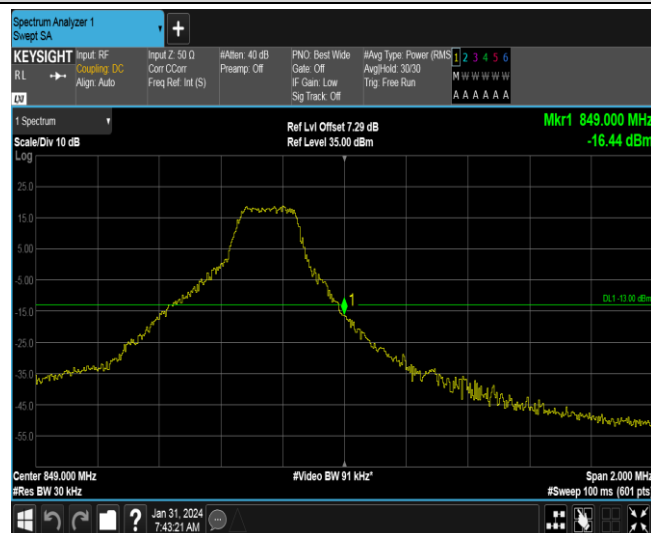 Spectrum Analyzer 1
Swept SA
+
KEYSIGHT Input: RF Input Z: 50 Ω #Atten: 40 dB PNO: Best Wide #Avg Type: Power (RMS 1 2 3 4 5 6
RL Coupling: DC Corr CCorr Preamp: Off Gate: Off Avg|Hold: 30/30 M W W W W W
Align: Auto Freq Ref: Int (S) IF Gain: Low Trig: Free Run
Sig Track: Off A A A A A A
LXI
1 Spectrum Ref Lvl Offset 7.29 dB Mkr1 849.000 MHz
Scale/Div 10 dB Ref Level 35.00 dBm -16.44 dBm
Log
25.0
15.0
5.00
-5.00
1
DL1 -13.00 dBm
-15.0
-25.0
-35.0
-45.0
-55.0
Center 849.000 MHz #Video BW 91 kHz* Span 2.000 MHz
#Res BW 30 kHz #Sweep 100 ms (601 pts
? Jan 31, 2024
7:43:21 AM